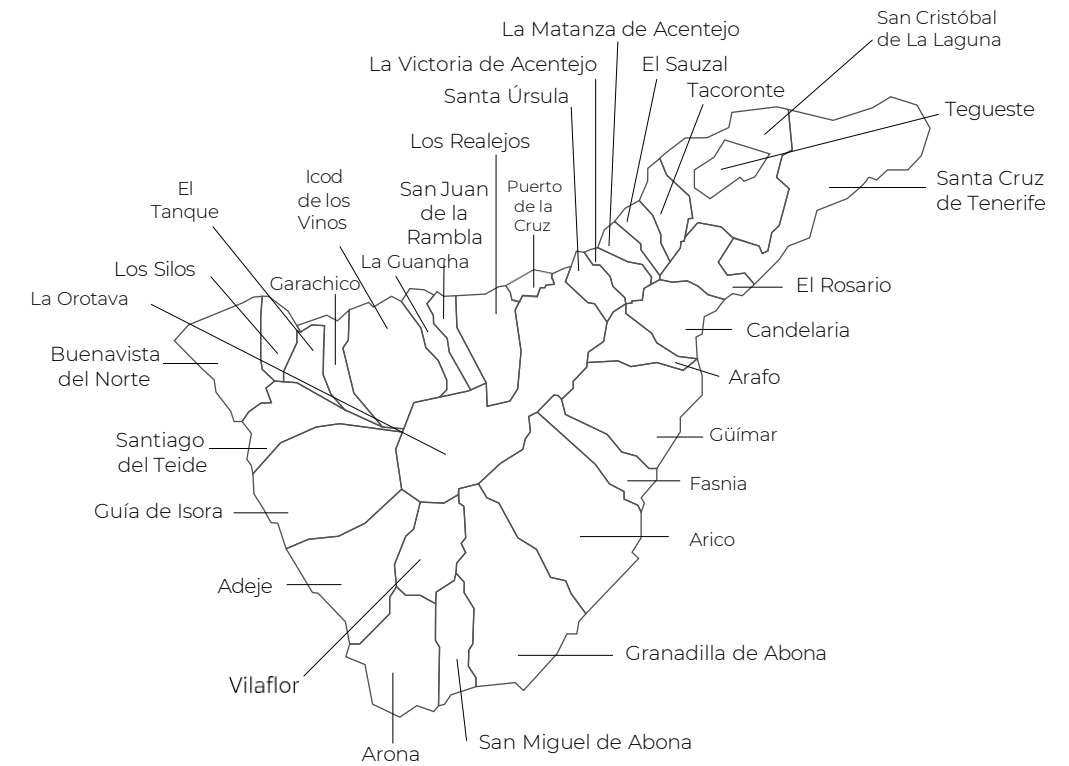 San Cristóbal
de La Laguna
La Matanza de Acentejo
La Victoria de Acentejo
El Sauzal
Santa Úrsula
Tacoronte
Tegueste
Los Realejos
Santa Cruz
de Tenerife
Icod
de los
Vinos
San Juan
de la
Rambla
Puerto
de la
Cruz
El
Tanque
La Guancha
Los Silos
Garachico
La Orotava
El Rosario
Candelaria
Buenavista
del Norte
Arafo
Santiago
del Teide
Güímar
Fasnia
Guía de Isora
Arico
Adeje
Granadilla de Abona
Vilaflor
San Miguel de Abona
Arona